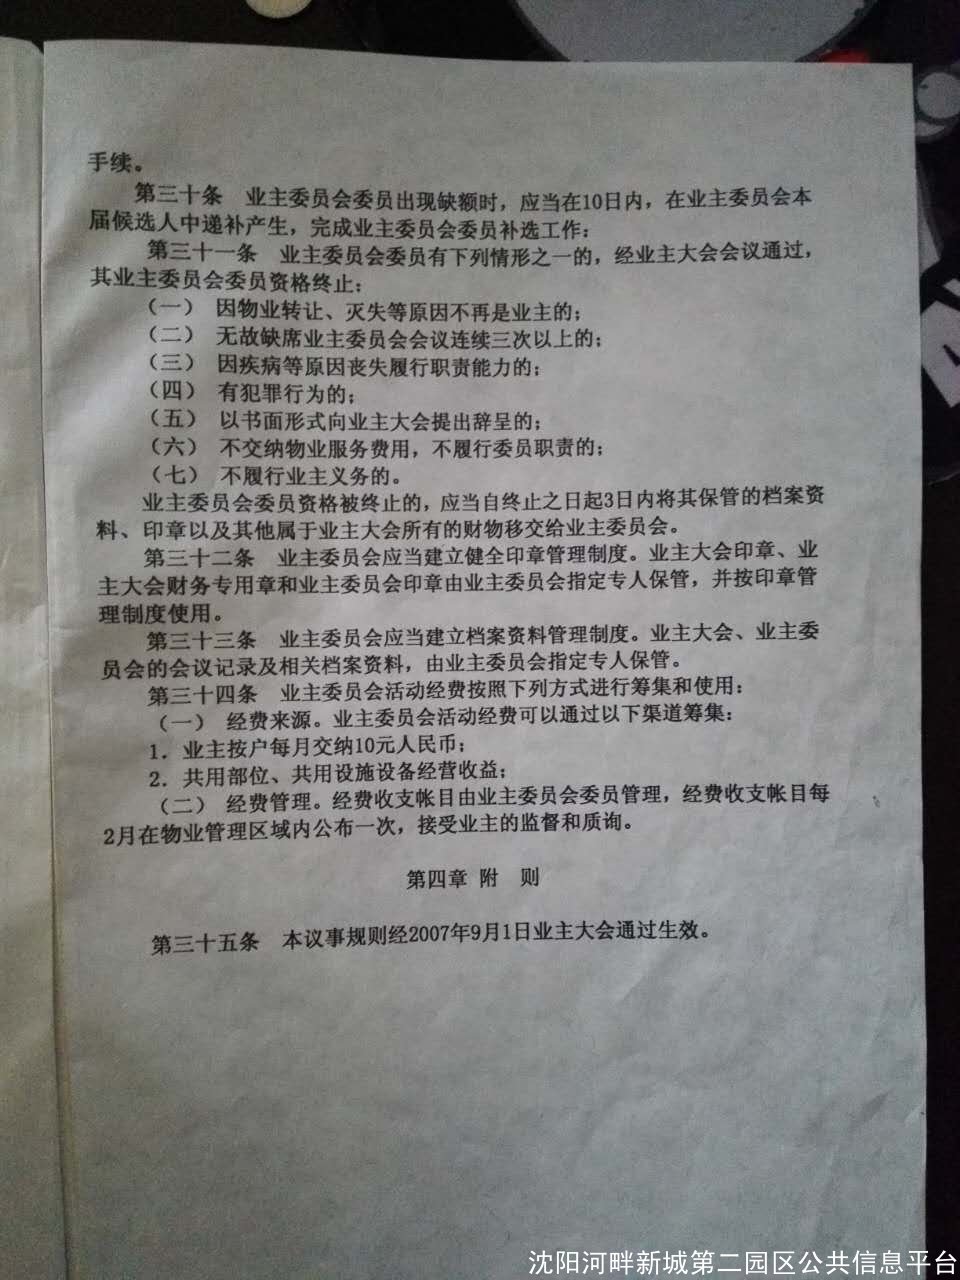 手续。
第三十条 业主委员会委员出现缺额时，应当在10日内，在业主委员会本
届候选人中递补产生，完成业主委员会委员补选工作：
第三十一条 业主委员会委员有下列情形之一的，经业主大会会议通过，
其业主委员会委员资格终止：
（一） 因物业转让、灭失等原因不再是业主的；
（二） 无故缺席业主委员会会议连续三次以上的；
（三） 因疾病等原因丧失履行职责能力的；
（四） 有犯罪行为的；
（五） 以书面形式向业主大会提出辞呈的；
（六） 不交纳物业服务费用，不履行委员职责的；
（七） 不履行业主义务的。
业主委员会委员资格被终止的，应当自终止之日起3日内将其保管的档案资
料、印章以及其他属于业主大会所有的财物移交给业主委员会。
第三十二条 业主委员会应当建立健全印章管理制度。业主大会印章、业
主大会财务专用章和业主委员会印章由业主委员会指定专人保管，并按印章管
理制度使用。
第三十三条 业主委员会应当建立档案资料管理制度。业主大会、业主委
员会的会议记录及相关档案资料，由业主委员会指定专人保管。
第三十四条 业主委员会活动经费按照下列方式进行筹集和使用：
（一） 经费来源。业主委员会活动经费可以通过以下渠道筹集：
1．业主按户每月交纳10元人民币；
2．共用部位、共用设施设备经营收益；
（二） 经费管理。经费收支帐目由业主委员会委员管理，经费收支帐目每
2月在物业管理区域内公布一次，接受业主的监督和质询。
第四章 附 则
第三十五条 本议事规则经2007年9月1日业主大会通过生效。
沈阳河畔新城第二园区公共信息平台